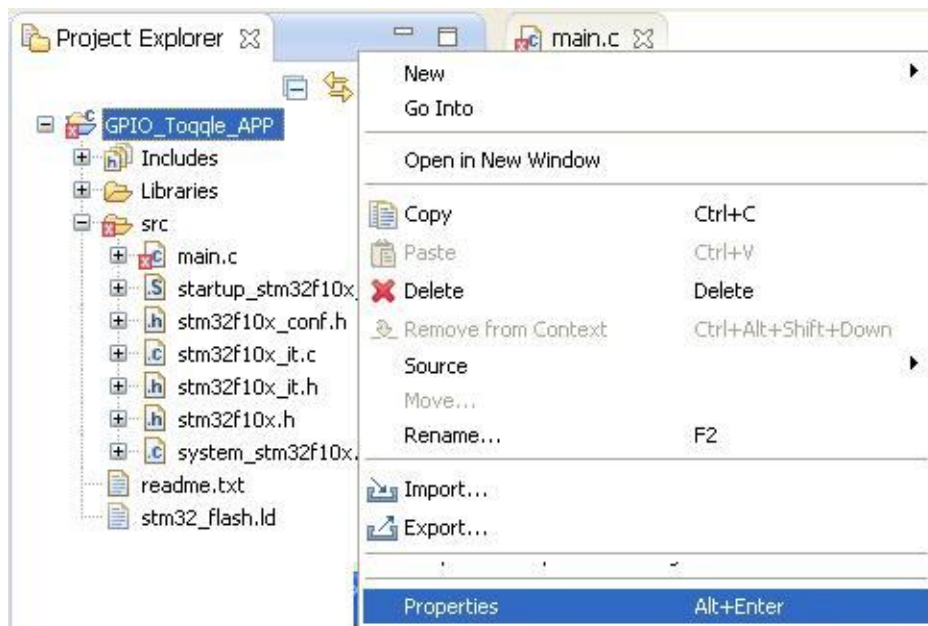 Project Explorer
main.c
GPIO_Toqqle_APP
Includes
Libraries
src
main.c
startup_stm32f10x_
stm32f10x_conf.h
stm32f10x_it.c
stm32f10x_it.h
stm32f10x.h
system_stm32f10x.
readme.txt
stm32_flash.ld
New
Go Into
Open in New Window
Copy Ctrl+C
Paste Ctrl+V
Delete Delete
Remove from Context Ctrl+Alt+Shift+Down
Source
Move...
Rename... F2
Import...
Export...
Properties Alt+Enter